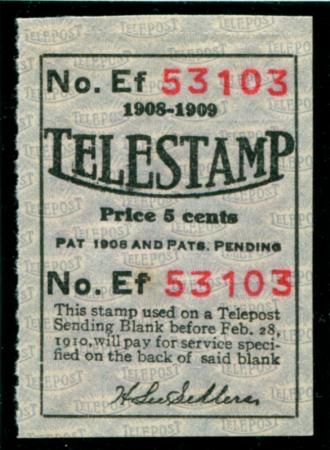 No. Ef 53103
1908-1909
TELESTAMP
Price 5 cents
PAT 1908 AND PATS. PENDING
No. Ef 53103
This stamp used on a Telepost
Sending Blank before Feb. 28,
1910, will pay for service speci-
fied on the back of said blank
H Lee Sellers